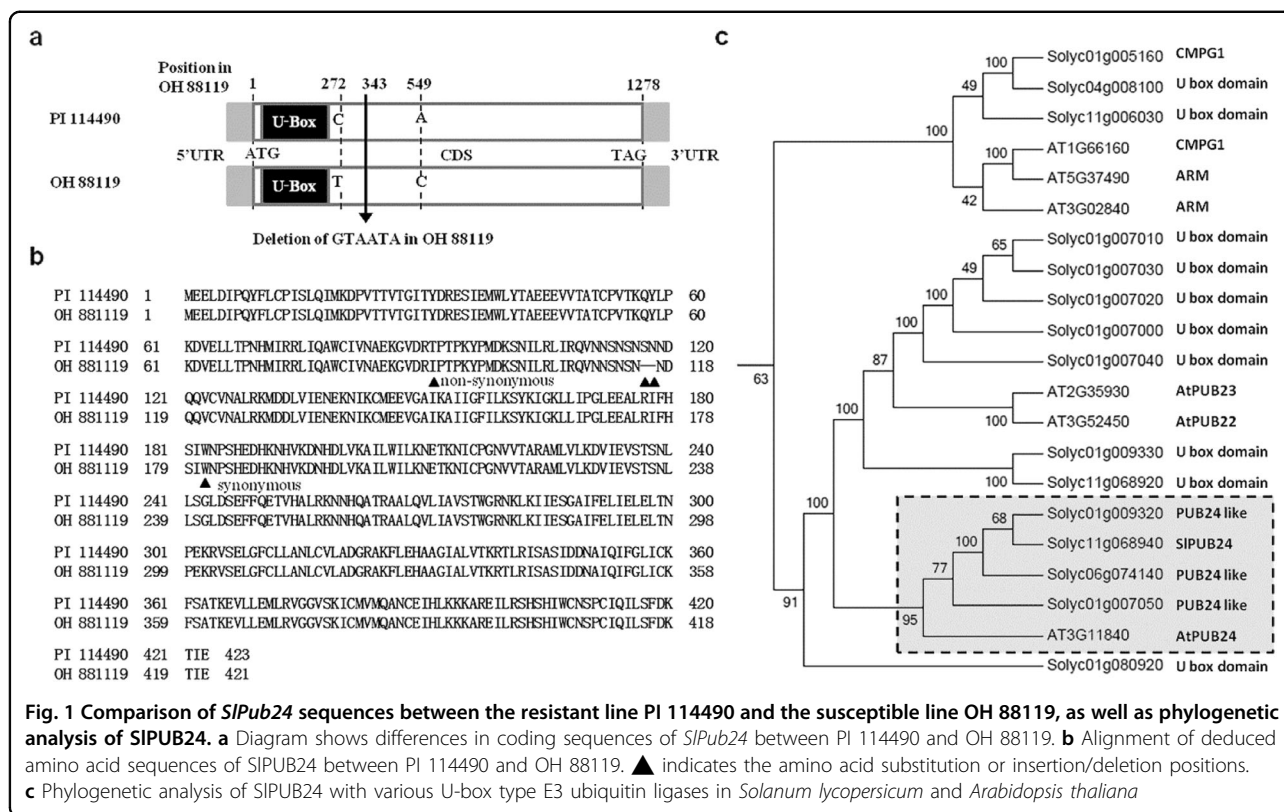 a
Position in
OH 88119 1 272 343 549 1278
PI 114490 U-Box C A
5'UTR ATG CDS TAG 3'UTR
OH 88119 U-Box T C
Deletion of GTAATA in OH 88119
b
PI 114490 1 MEELDIPQYFLCPISLQIMKDPVTTVTGITYDRESIEMWLYTAEEEVVTATCPVTKQYLP 60
OH 881119 1 MEELDIPQYFLCPISLQIMKDPVTTVTGITYDRESIEMWLYTAEEEVVTATCPVTKQYLP 60
PI 114490 61 KDVELLTPNHMIRRLIQAWCIVNAEKGVDRTPTPKYPMDKSNILRLIRQVNNSNSNSNND 120
OH 881119 61 KDVELLTPNHMIRRLIQAWCIVNAEKGVDRIPTPKYPMDKSNILRLIRQVNNSNSN—ND 118
▲non-synonymous ▲▲
PI 114490 121 QQVCVNALRKMDDLVIENEKNIKCMEEVGAIKAIIGFILKSYKIGKLLIPGLEEALRIFH 180
OH 881119 119 QQVCVNALRKMDDLVIENEKNIKCMEEVGAIKAIIGFILKSYKIGKLLIPGLEEALRIFH 178
PI 114490 181 SIWNPSHEDHKNHVKDNHDLVKAILWILKNETKNICPGNVVTARAMLVLKDVIEVSTSNL 240
OH 881119 179 SIWNPSHEDHKNHVKDNHDLVKAILWILKNETKNICPGNVVTARAMLVLKDVIEVSTSNL 238
▲ synonymous
PI 114490 241 LSGLDSEFFQETVHALRKNNHQATRAALQVLIAVSTWGRNKLKIIESGAIFELIELELTN 300
OH 881119 239 LSGLDSEFFQETVHALRKNNHQATRAALQVLIAVSTWGRNKLKIIESGAIFELIELELTN 298
PI 114490 301 PEKRVSELGFCLLANLCVLADGRAKFLEHAAGIALVTKRTLRISASIDDNAIQIFGLICK 360
OH 881119 299 PEKRVSELGFCLLANLCVLADGRAKFLEHAAGIALVTKRTLRISASIDDNAIQIFGLICK 358
PI 114490 361 FSATKEVLLEMLRVGGVSKICMVMQANCEIHLKKKAREILRSHSHIWCNSPCIQILSFDK 420
OH 881119 359 FSATKEVLLEMLRVGGVSKICMVMQANCEIHLKKKAREILRSHSHIWCNSPCIQILSFDK 418
PI 114490 421 TIE 423
OH 881119 419 TIE 421
c
Solyc01g005160 CMPG1
100
Solyc04g008100 U box domain
49
Solyc11g006030 U box domain
100
AT1G66160 CMPG1
100
AT5G37490 ARM
42
AT3G02840 ARM
Solyc01g007010 U box domain
65
Solyc01g007030 U box domain
49
Solyc01g007020 U box domain
100
Solyc01g007000 U box domain
100
Solyc01g007040 U box domain
87
63
AT2G35930 AtPUB23
100
AT3G52450 AtPUB22
100
Solyc01g009330 U box domain
100
Solyc11g068920 U box domain
100
Solyc01g009320 PUB24 like
68
Solyc11g068940 SlPUB24
100
Solyc06g074140 PUB24 like
77
Solyc01g007050 PUB24 like
91
95
AT3G11840 AtPUB24
Solyc01g080920 U box domain
Fig. 1 Comparison of SlPub24 sequences between the resistant line PI 114490 and the susceptible line OH 88119, as well as phylogenetic
analysis of SlPUB24. a Diagram shows differences in coding sequences of SlPub24 between PI 114490 and OH 88119. b Alignment of deduced
amino acid sequences of SlPUB24 between PI 114490 and OH 88119. ▲ indicates the amino acid substitution or insertion/deletion positions.
c Phylogenetic analysis of SlPUB24 with various U-box type E3 ubiquitin ligases in Solanum lycopersicum and Arabidopsis thaliana